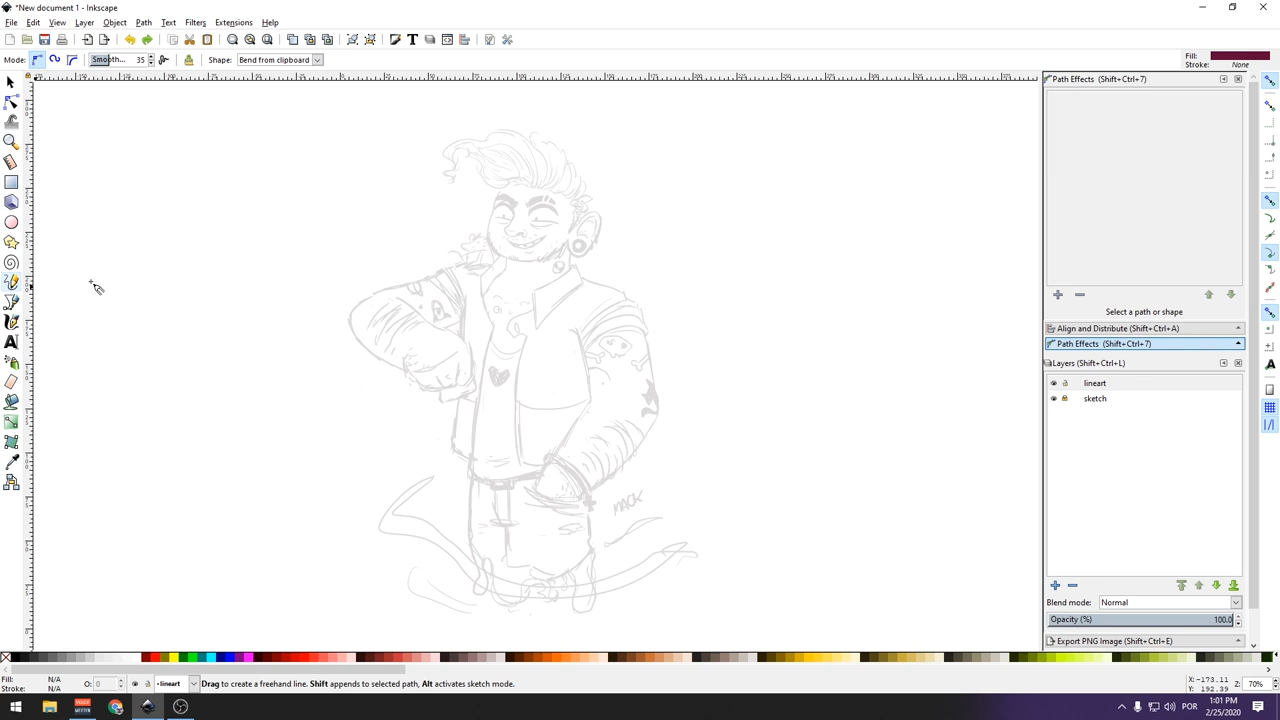 *New document 1 - Inkscape
File Edit View Layer Object Path Text Filters Extensions Help
Mode: Smooth... 35 Shape: Bend from clipboard Fill: Stroke: None
Path Effects (Shift+Ctrl+7)
Select a path or shape
Align and Distribute (Shift+Ctrl+A)
Path Effects (Shift+Ctrl+7)
Layers (Shift+Ctrl+L)
lineart
sketch
MACK
Blend mode: Normal
Opacity (%) 100.0
Export PNG Image (Shift+Ctrl+E)
Fill: N/A
Stroke: N/A
O: 0
lineart
Drag to create a freehand line. Shift appends to selected path, Alt activates sketch mode.
X: -173.11
Y: 192.39
Z: 70%
POR
1:01 PM
2/25/2020